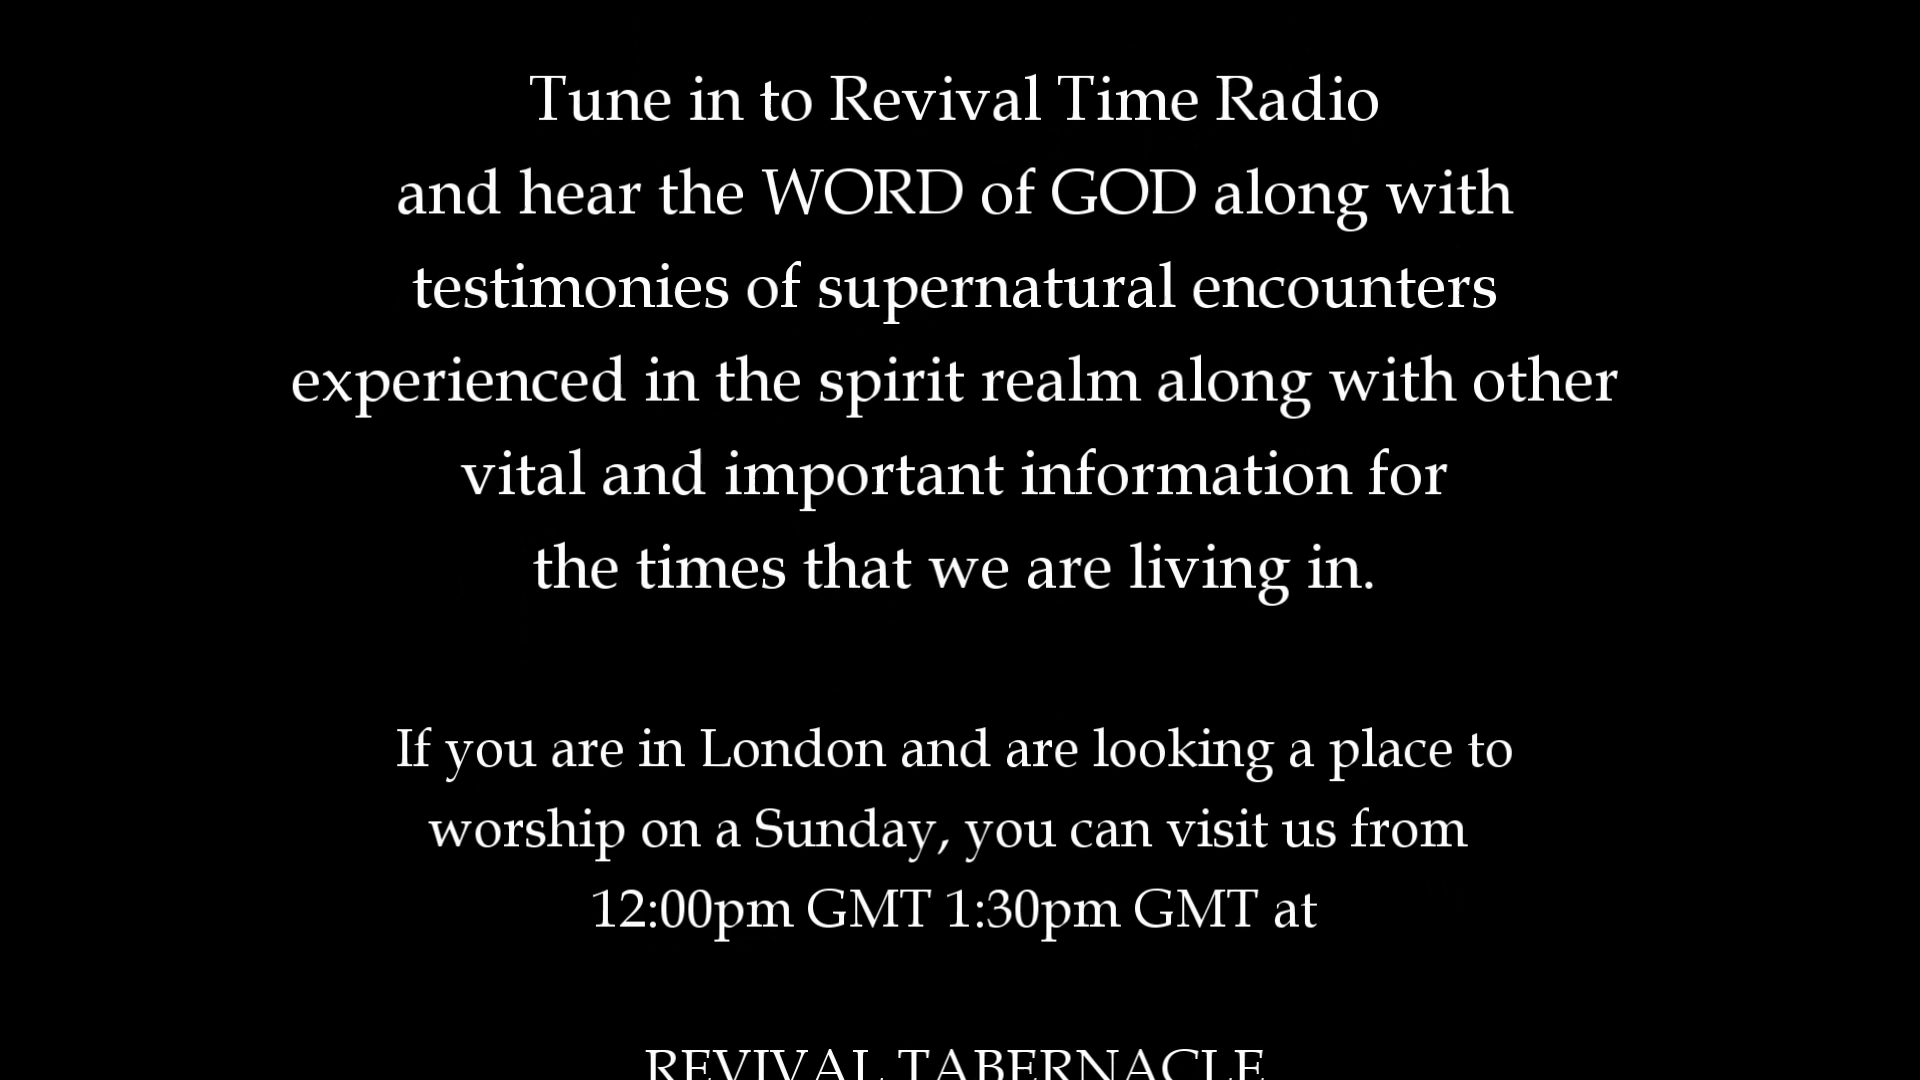 Tune in to Revival Time Radio
and hear the WORD of GOD along with
testimonies of supernatural encounters
experienced in the spirit realm along with other
vital and important information for
the times that we are living in.
If you are in London and are looking a place to
worship on a Sunday, you can visit us from
12:00pm GMT 1:30pm GMT at
REVIVAL TABERNACLE